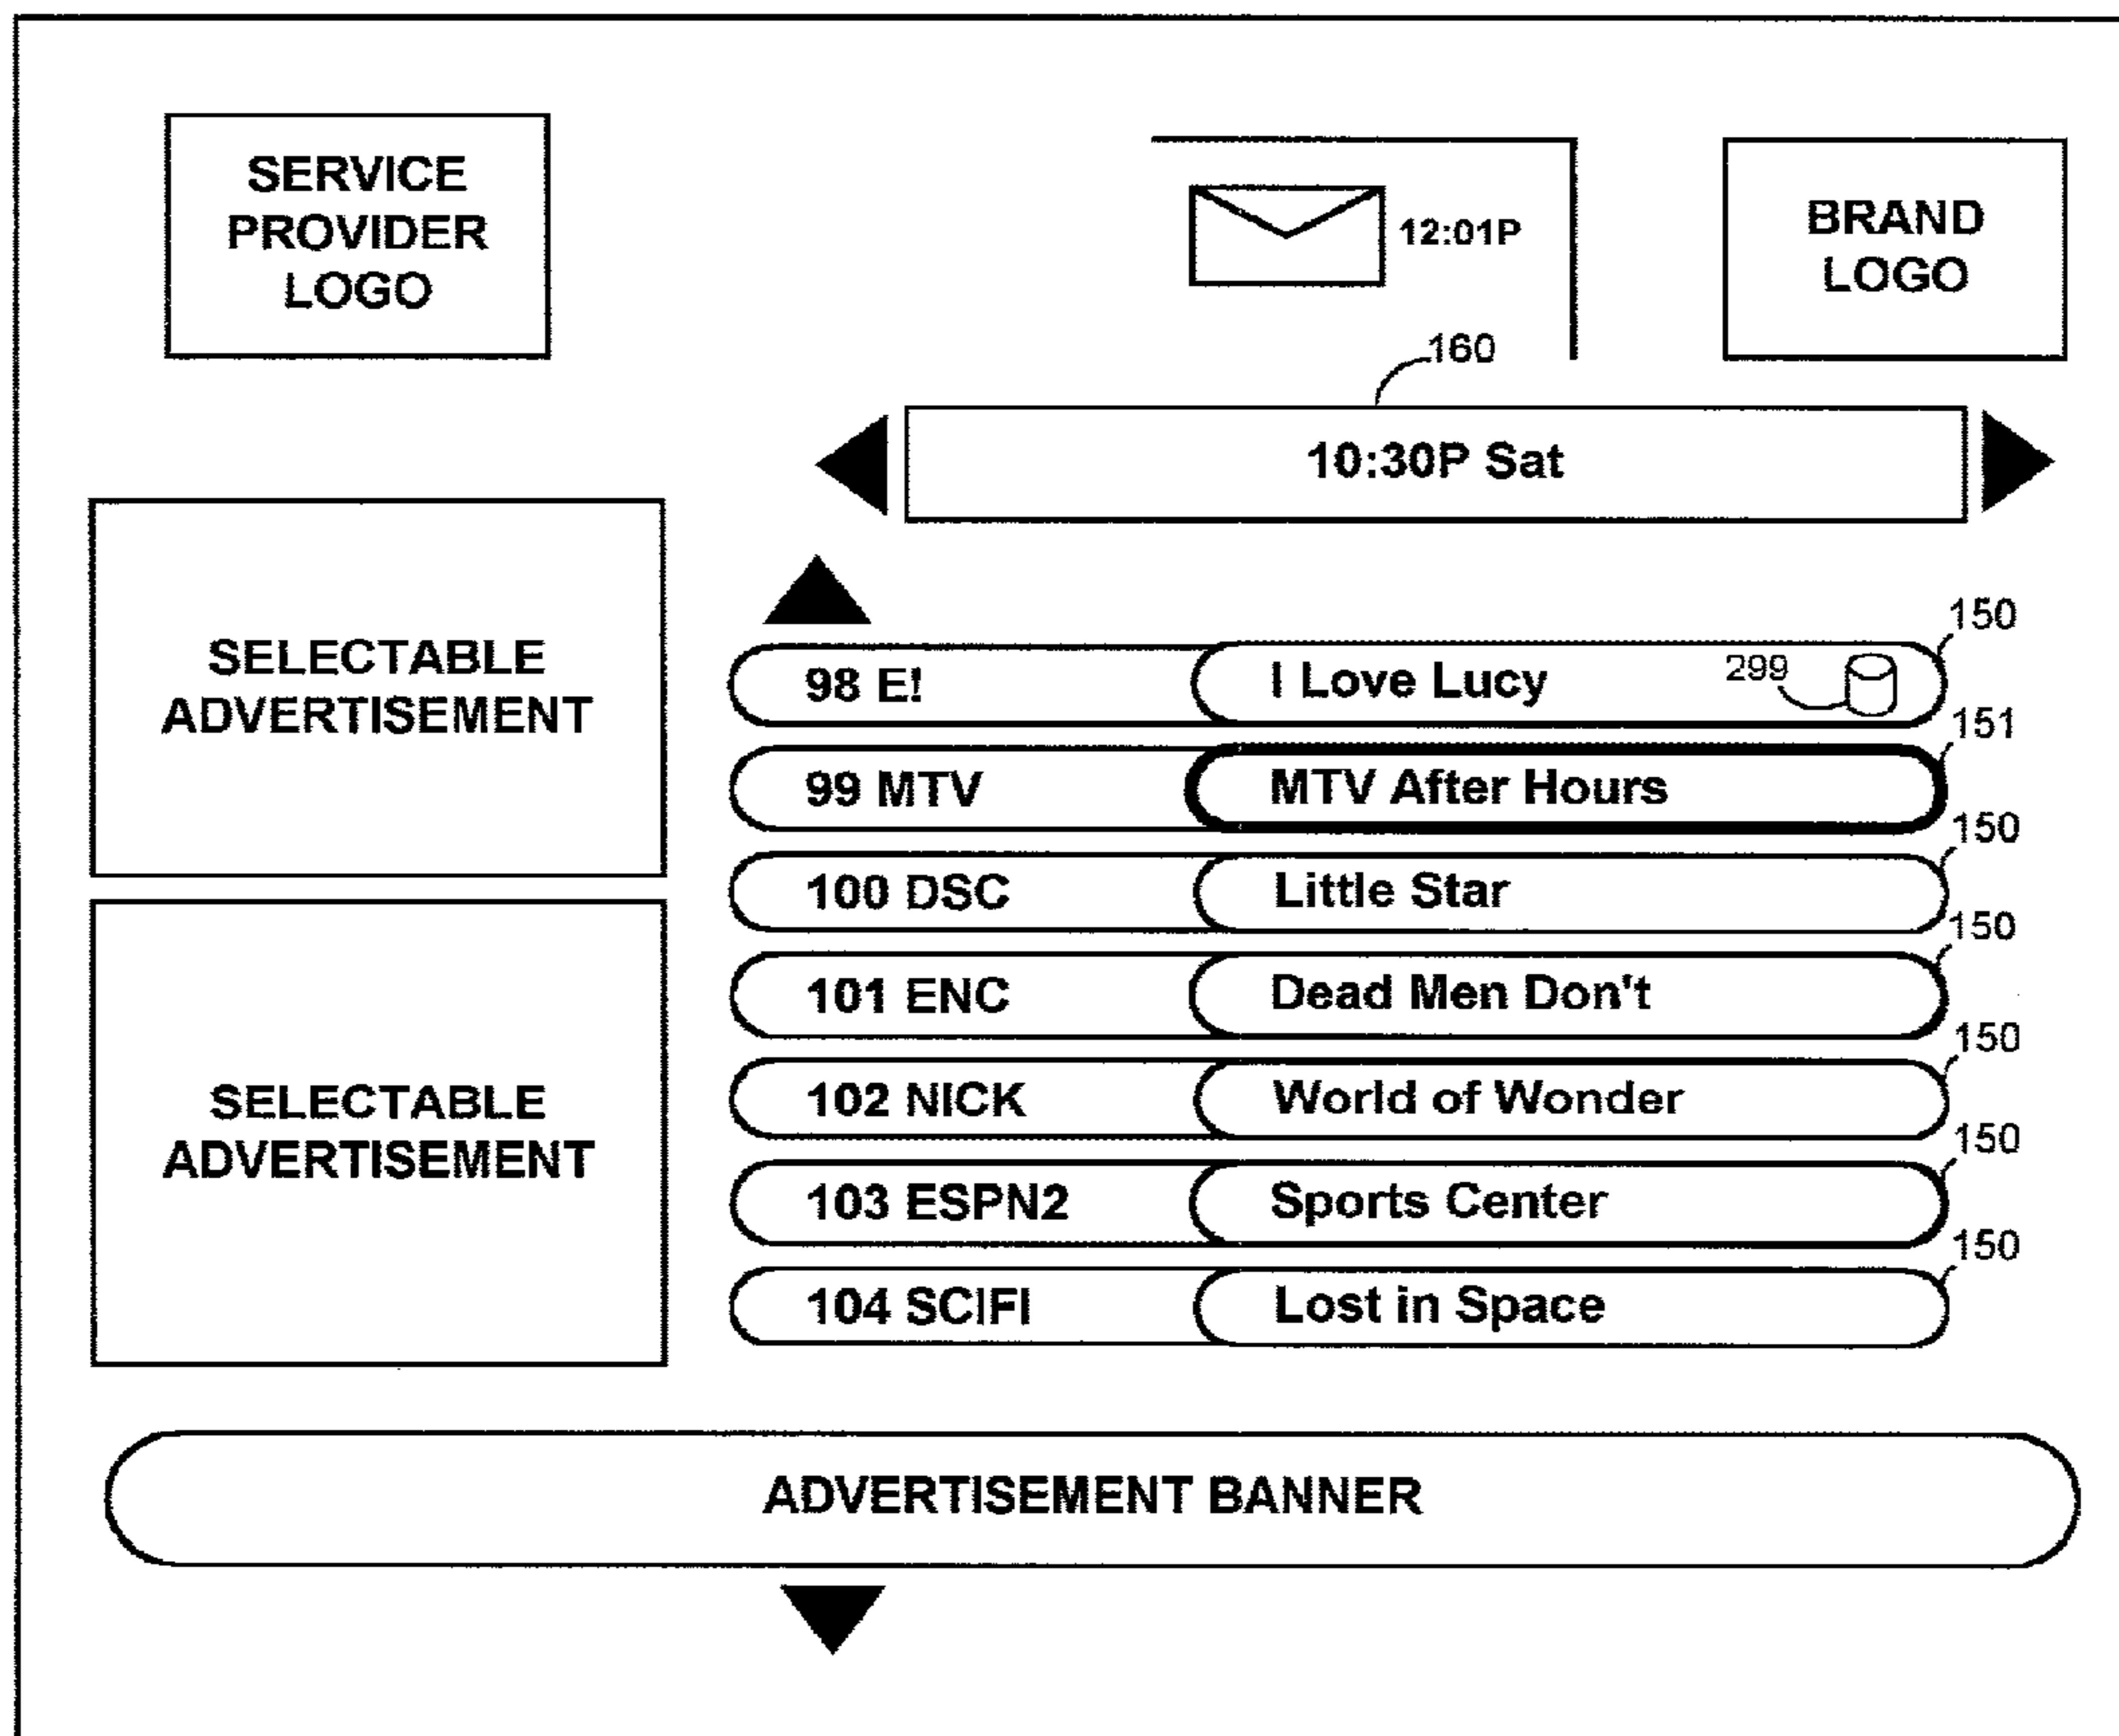 SERVICE
PROVIDER
LOGO
12:01P
BRAND
LOGO
160
10:30P Sat
SELECTABLE
ADVERTISEMENT
150
98 E! I Love Lucy 299
151
99 MTV MTV After Hours
150
100 DSC Little Star
150
101 ENC Dead Men Don't
150
102 NICK World of Wonder
150
103 ESPN2 Sports Center
150
104 SCIFI Lost in Space
SELECTABLE
ADVERTISEMENT
ADVERTISEMENT BANNER